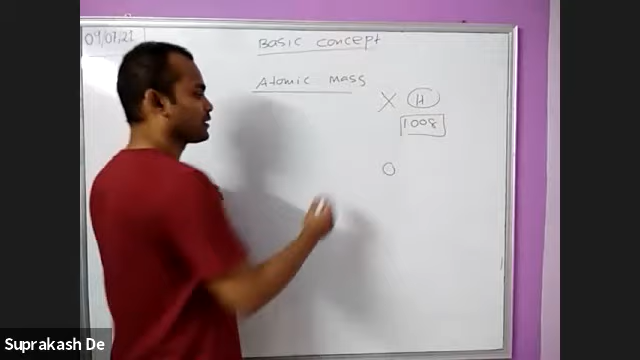 09/07/21
Basic concept
Atomic mass
X H
1.008
O
Suprakash De